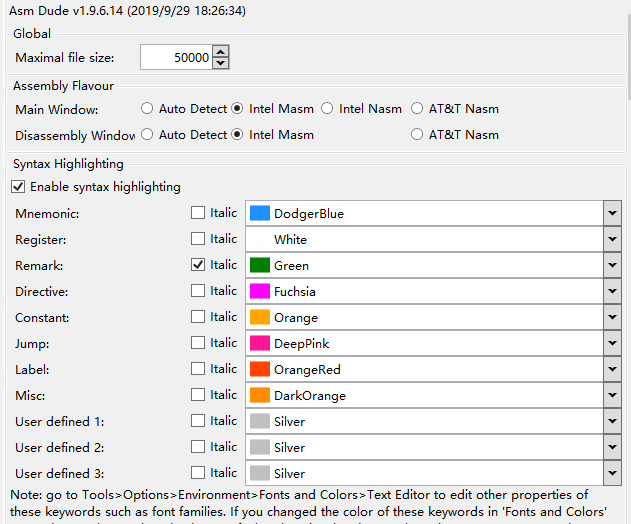 Asm Dude v1.9.6.14 (2019/9/29 18:26:34)
Global
Maximal file size: 50000
Assembly Flavour
Main Window: Auto Detect Intel Masm Intel Nasm AT&T Nasm
Disassembly Window Auto Detect Intel Masm AT&T Nasm
Syntax Highlighting
Enable syntax highlighting
Mnemonic: Italic DodgerBlue
Register: Italic White
Remark: Italic Green
Directive: Italic Fuchsia
Constant: Italic Orange
Jump: Italic DeepPink
Label: Italic OrangeRed
Misc: Italic DarkOrange
User defined 1: Italic Silver
User defined 2: Italic Silver
User defined 3: Italic Silver
Note: go to Tools>Options>Environment>Fonts and Colors>Text Editor to edit other properties of
these keywords such as font families. If you changed the color of these keywords in 'Fonts and Colors'